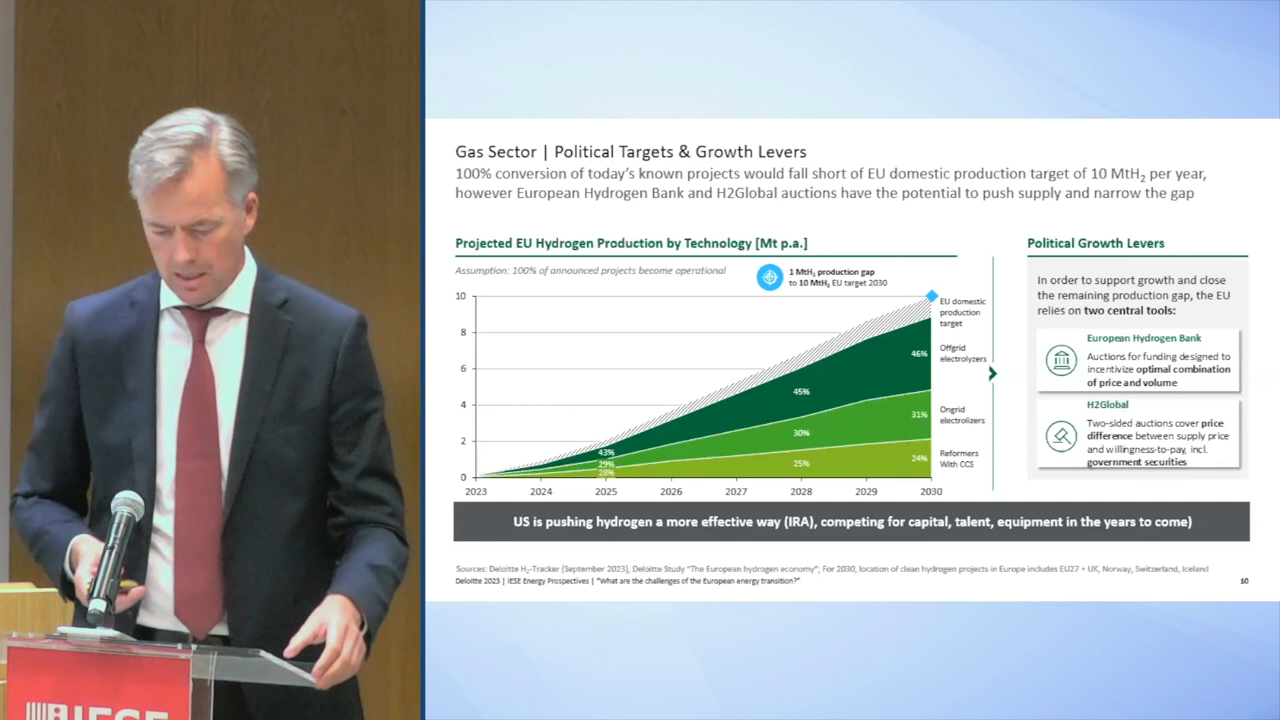 Gas Sector | Political Targets & Growth Levers
100% conversion of today's known projects would fall short of EU domestic production target of 10 MtH₂ per year,
however European Hydrogen Bank and H2Global auctions have the potential to push supply and narrow the gap
Projected EU Hydrogen Production by Technology [Mt p.a.]
Assumption: 100% of announced projects become operational
1 MtH₂ production gap
to 10 MtH₂ EU target 2030
10
8
6
4
2
0
2023
2024
2025
2026
2027
2028
2029
2030
43%
29%
28%
45%
30%
25%
46%
31%
24%
EU domestic
production
target
Offgrid
electrolyzers
Ongrid
electrolizers
Reformers
With CCS
Political Growth Levers
In order to support growth and close
the remaining production gap, the EU
relies on two central tools:
European Hydrogen Bank
Auctions for funding designed to
incentivize optimal combination
of price and volume
H2Global
Two-sided auctions cover price
difference between supply price
and willingness-to-pay, incl.
government securities
US is pushing hydrogen a more effective way (IRA), competing for capital, talent, equipment in the years to come)
Sources: Deloitte H₂-Tracker (September 2023), Deloitte Study "The European hydrogen economy"; For 2030, location of clean hydrogen projects in Europe includes EU27 + UK, Norway, Switzerland, Iceland
Deloitte 2023 | IESE Energy Prospectives | "What are the challenges of the European energy transition?"
10
IESE